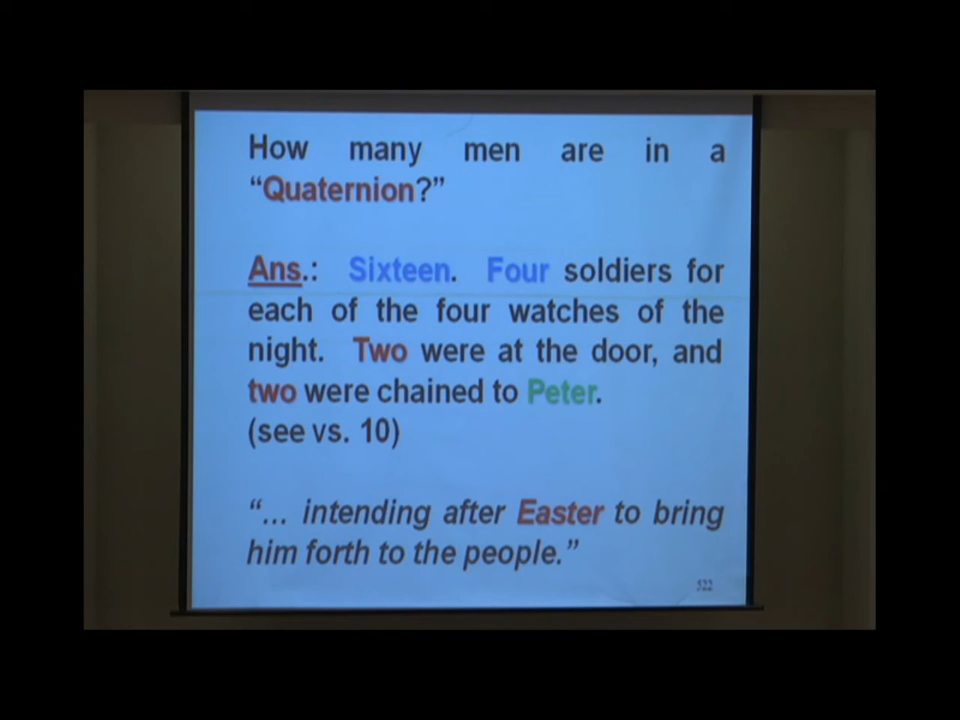 How many men are in a
“Quaternion?”
Ans.: Sixteen. Four soldiers for
each of the four watches of the
night. Two were at the door, and
two were chained to Peter.
(see vs. 10)
“... intending after Easter to bring
him forth to the people.”
522